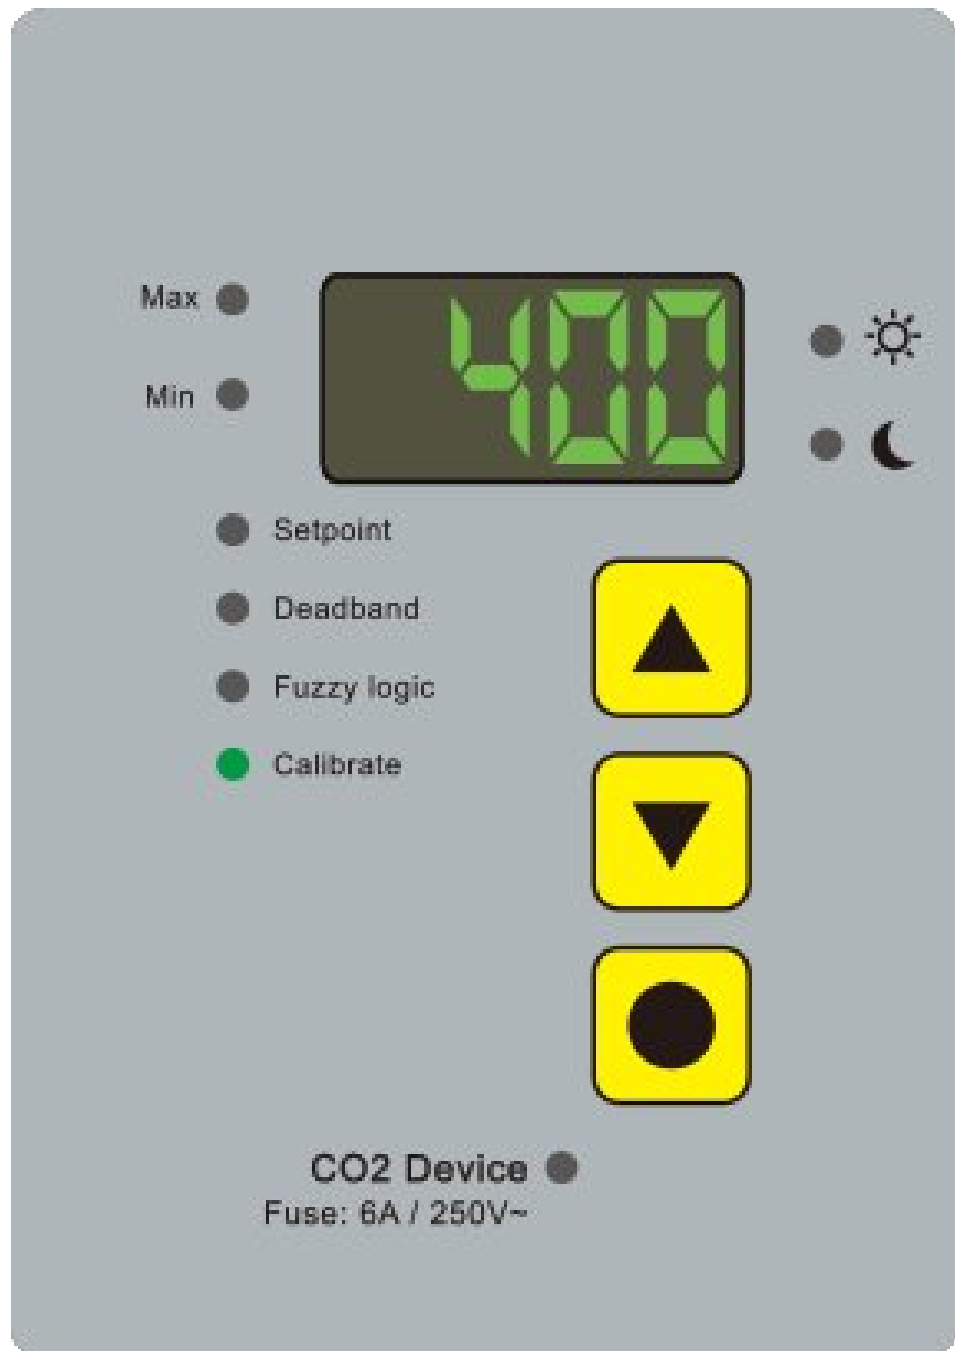 Max
400
Min
Setpoint
Deadband
Fuzzy logic
Calibrate
CO2 Device
Fuse: 6A / 250V~